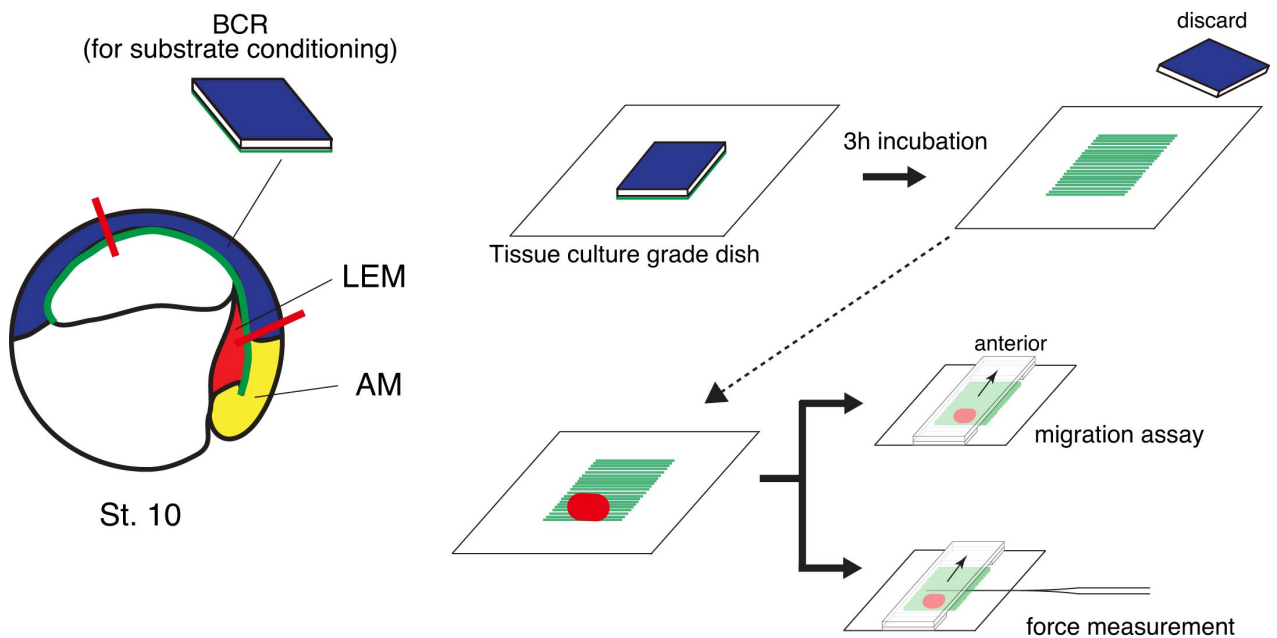 BCR
(for substrate conditioning)
discard
3h incubation
Tissue culture grade dish
LEM
AM
St. 10
anterior
migration assay
force measurement